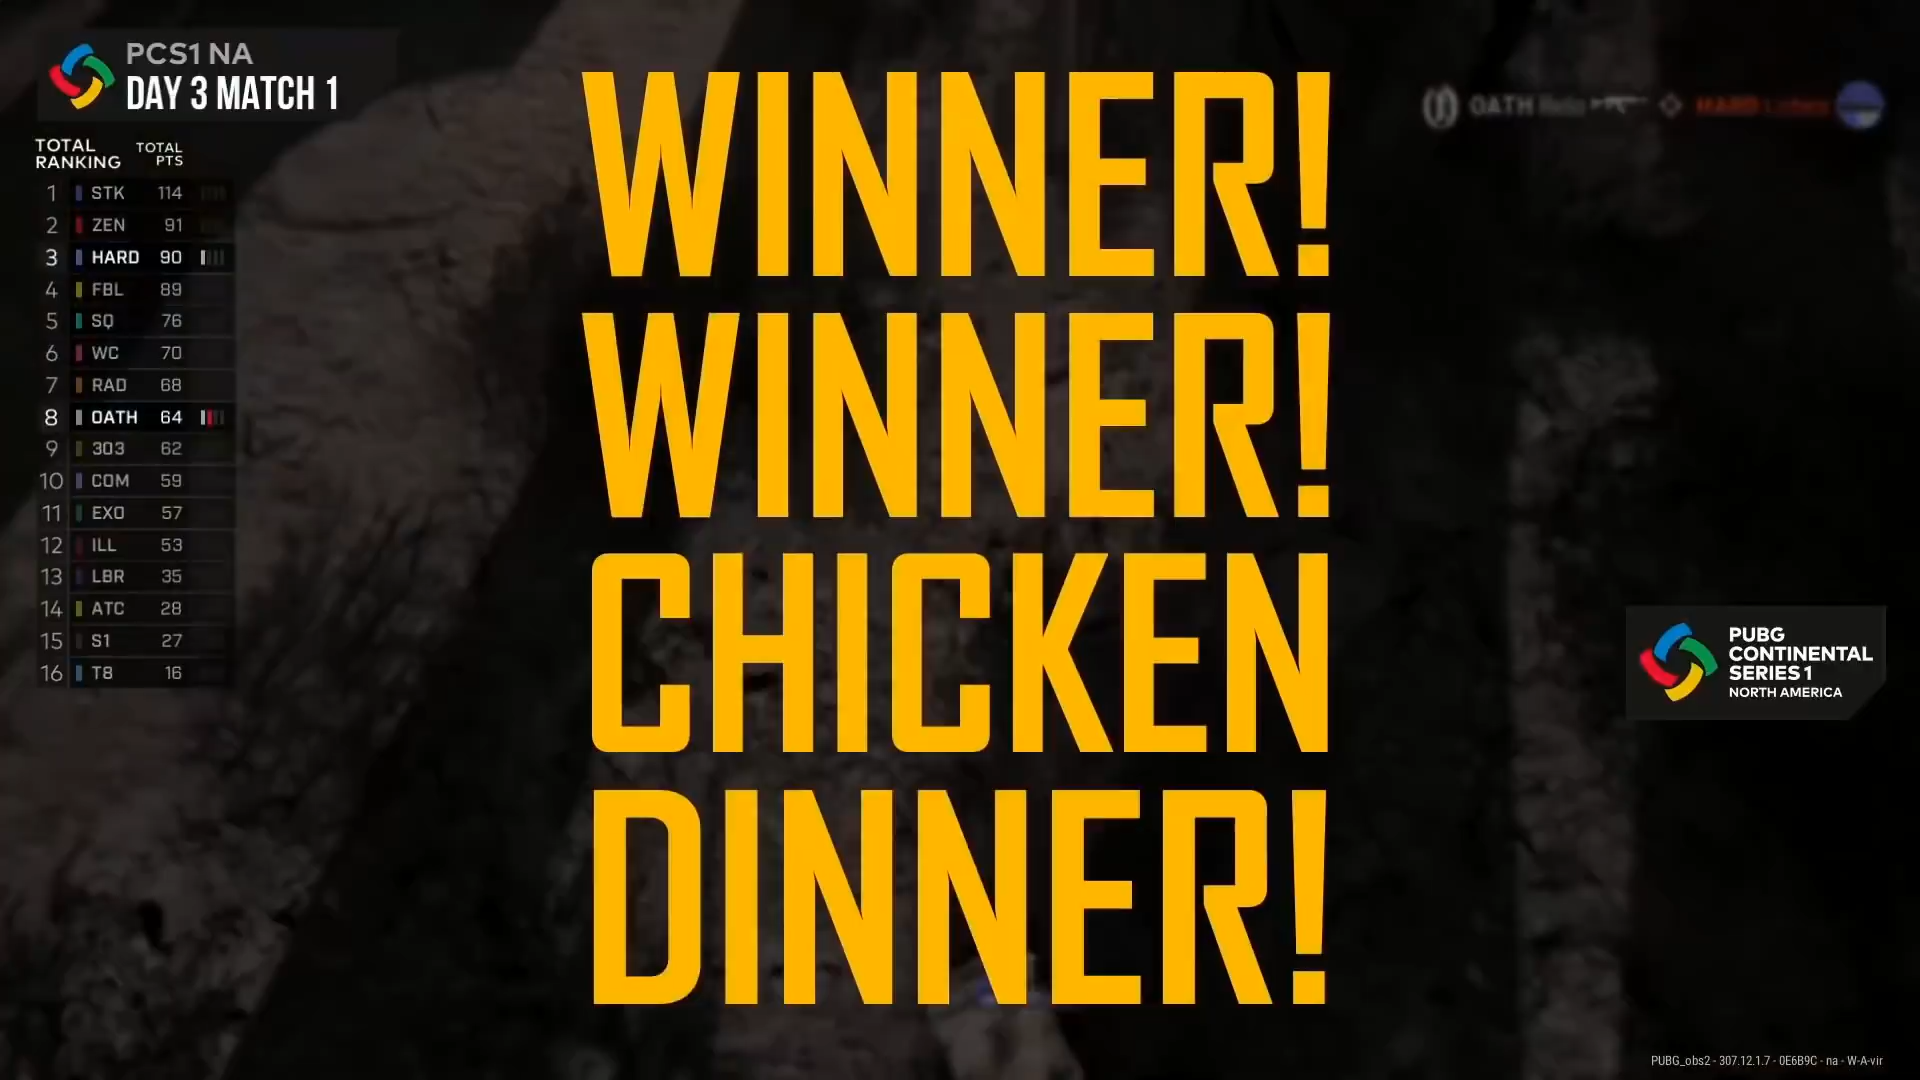 PCS1 NA
DAY 3 MATCH 1
TOTAL RANKING TOTAL PTS
1 STK 114
2 ZEN 91
3 HARD 90
4 FBL 89
5 SQ 76
6 WC 70
7 RAD 68
8 OATH 64
9 303 62
10 COM 59
11 EXO 57
12 ILL 53
13 LBR 35
14 ATC 28
15 S1 27
16 T8 16
WINNER!
WINNER!
CHICKEN
DINNER!
OATH HARD
PUBG
CONTINENTAL
SERIES 1
NORTH AMERICA
PUBG_obs2 - 307.12.1.7 - 0E6B9C - na - W-A-vir